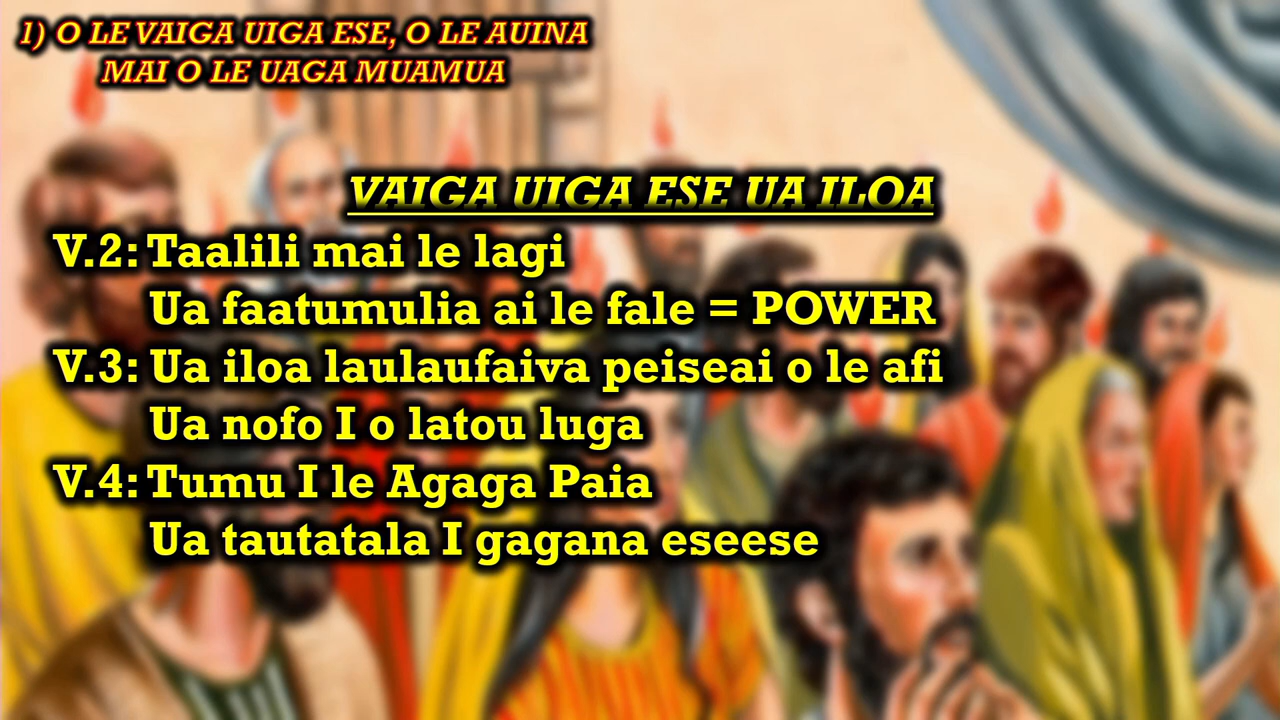 1) O LE VAIGA UIGA ESE, O LE AUINA
MAI O LE UAGA MUAMUA
VAIGA UIGA ESE UA ILOA
V.2: Taalili mai le lagi
Ua faatumulia ai le fale = POWER
V.3: Ua iloa laulaufaiva peiseai o le afi
Ua nofo I o latou luga
V.4: Tumu I le Agaga Paia
Ua tautatala I gagana eseese